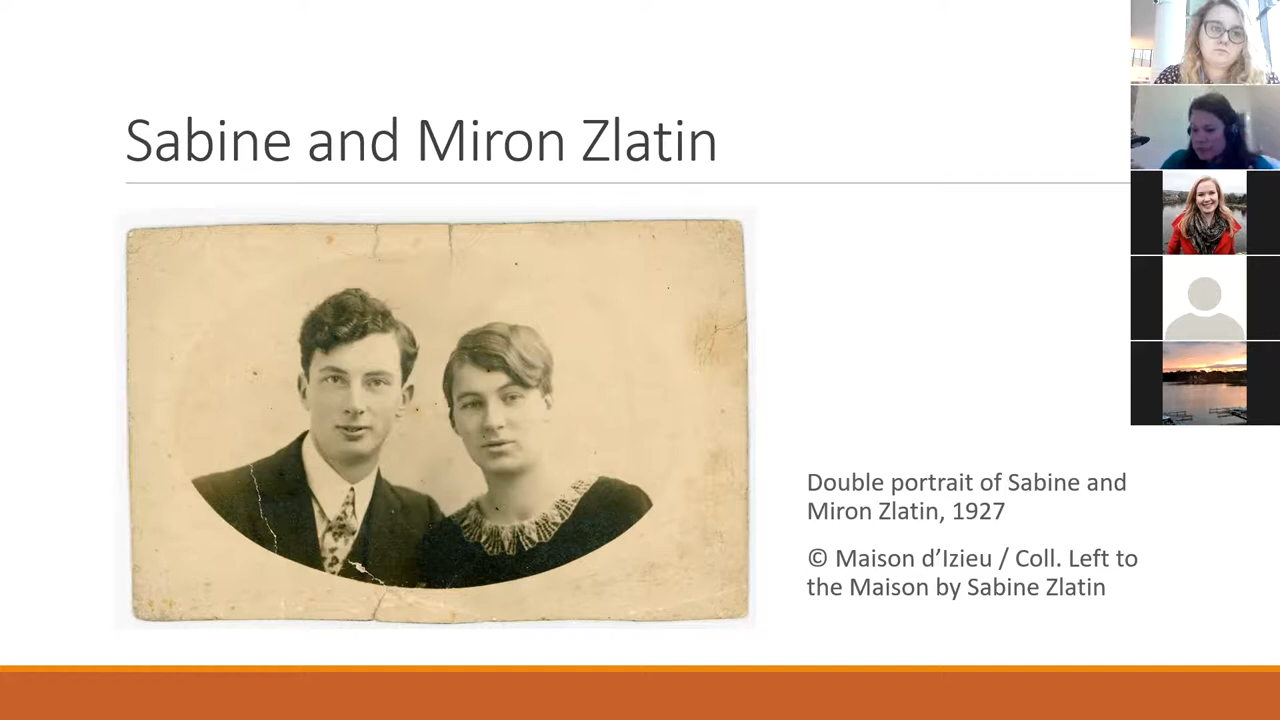 Sabine and Miron Zlatin
Double portrait of Sabine and
Miron Zlatin, 1927
© Maison d’Izieu / Coll. Left to
the Maison by Sabine Zlatin